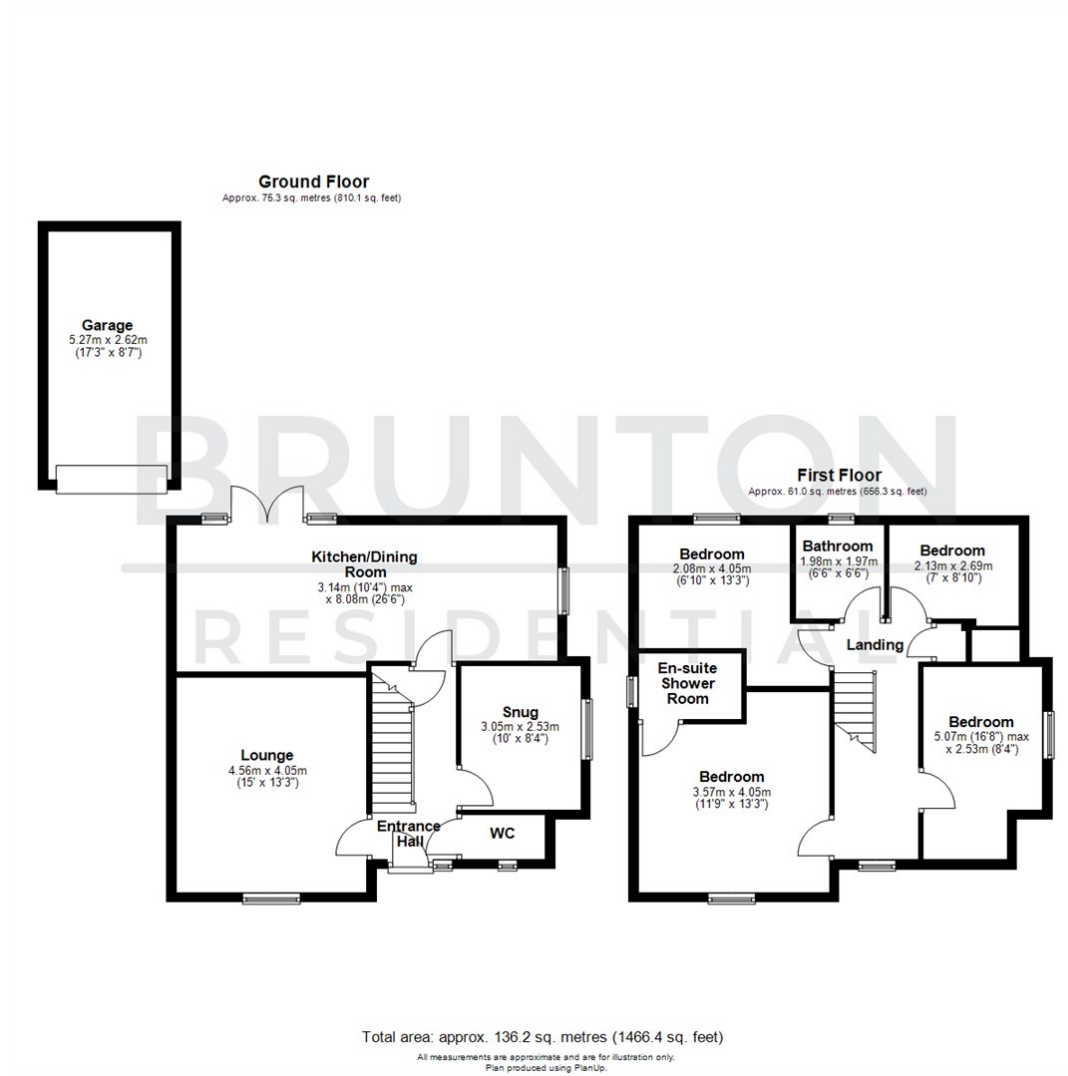 Ground Floor
Approx. 75.3 sq. metres (810.1 sq. feet)
Garage
5.27m x 2.62m
(17'3" x 8'7")
BRUNTON
RESIDENTIAL
Kitchen/Dining
Room
3.14m (10'4") max
x 8.08m (26'6")
Lounge
4.56m x 4.05m
(15' x 13'3")
Snug
3.05m x 2.53m
(10' x 8'4")
Entrance
Hall
WC
First Floor
Approx. 61.0 sq. metres (656.3 sq. feet)
Bedroom
2.08m x 4.05m
(6'10" x 13'3")
Bathroom
1.98m x 1.97m
(6'6" x 6'6")
Bedroom
2.13m x 2.69m
(7' x 8'10")
Landing
En-suite
Shower
Room
Bedroom
5.07m (16'8") max
x 2.53m (8'4")
Bedroom
3.57m x 4.05m
(11'9" x 13'3")
Total area: approx. 136.2 sq. metres (1466.4 sq. feet)
All measurements are approximate and are for illustration only.
Plan produced using PlanUp.